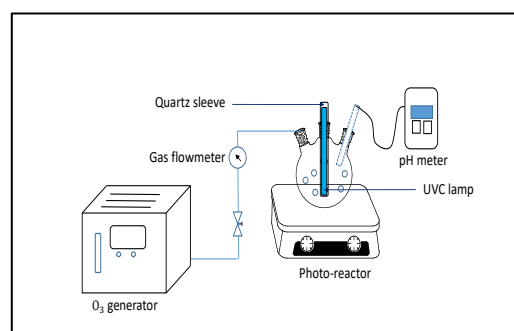 Quartz sleeve
Gas flowmeter
pH meter
UVC lamp
Photo-reactor
O₃ generator